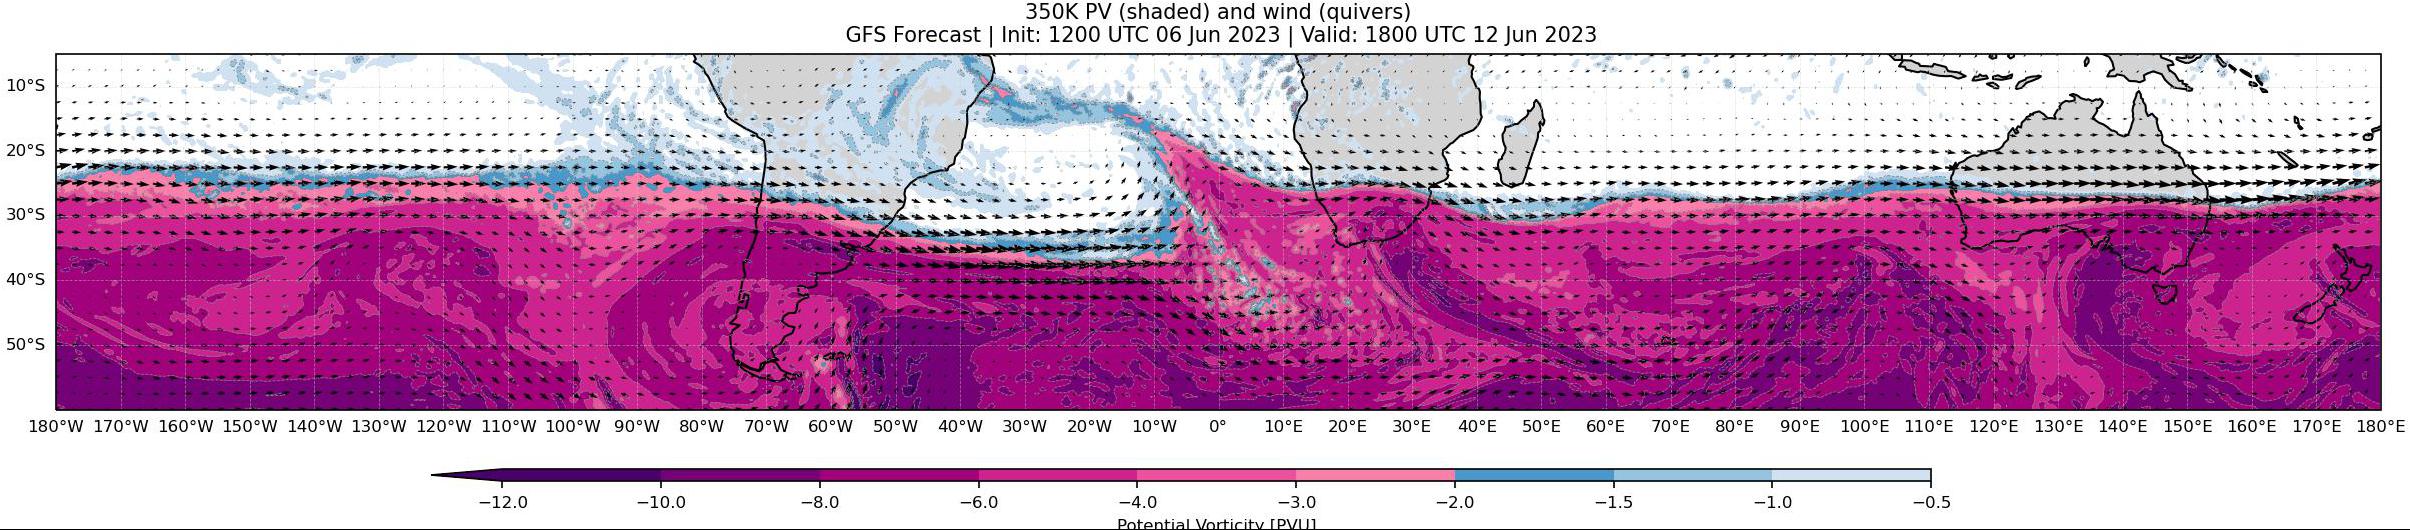 350K PV (shaded) and wind (quivers)
GFS Forecast | Init: 1200 UTC 06 Jun 2023 | Valid: 1800 UTC 12 Jun 2023
10°S
20°S
30°S
40°S
50°S
180°W 170°W 160°W 150°W 140°W 130°W 120°W 110°W 100°W 90°W 80°W 70°W 60°W 50°W 40°W 30°W 20°W 10°W 0° 10°E 20°E 30°E 40°E 50°E 60°E 70°E 80°E 90°E 100°E 110°E 120°E 130°E 140°E 150°E 160°E 170°E 180°E
−12.0 −10.0 −8.0 −6.0 −4.0 −3.0 −2.0 −1.5 −1.0 −0.5
Potential Vorticity [PVU]